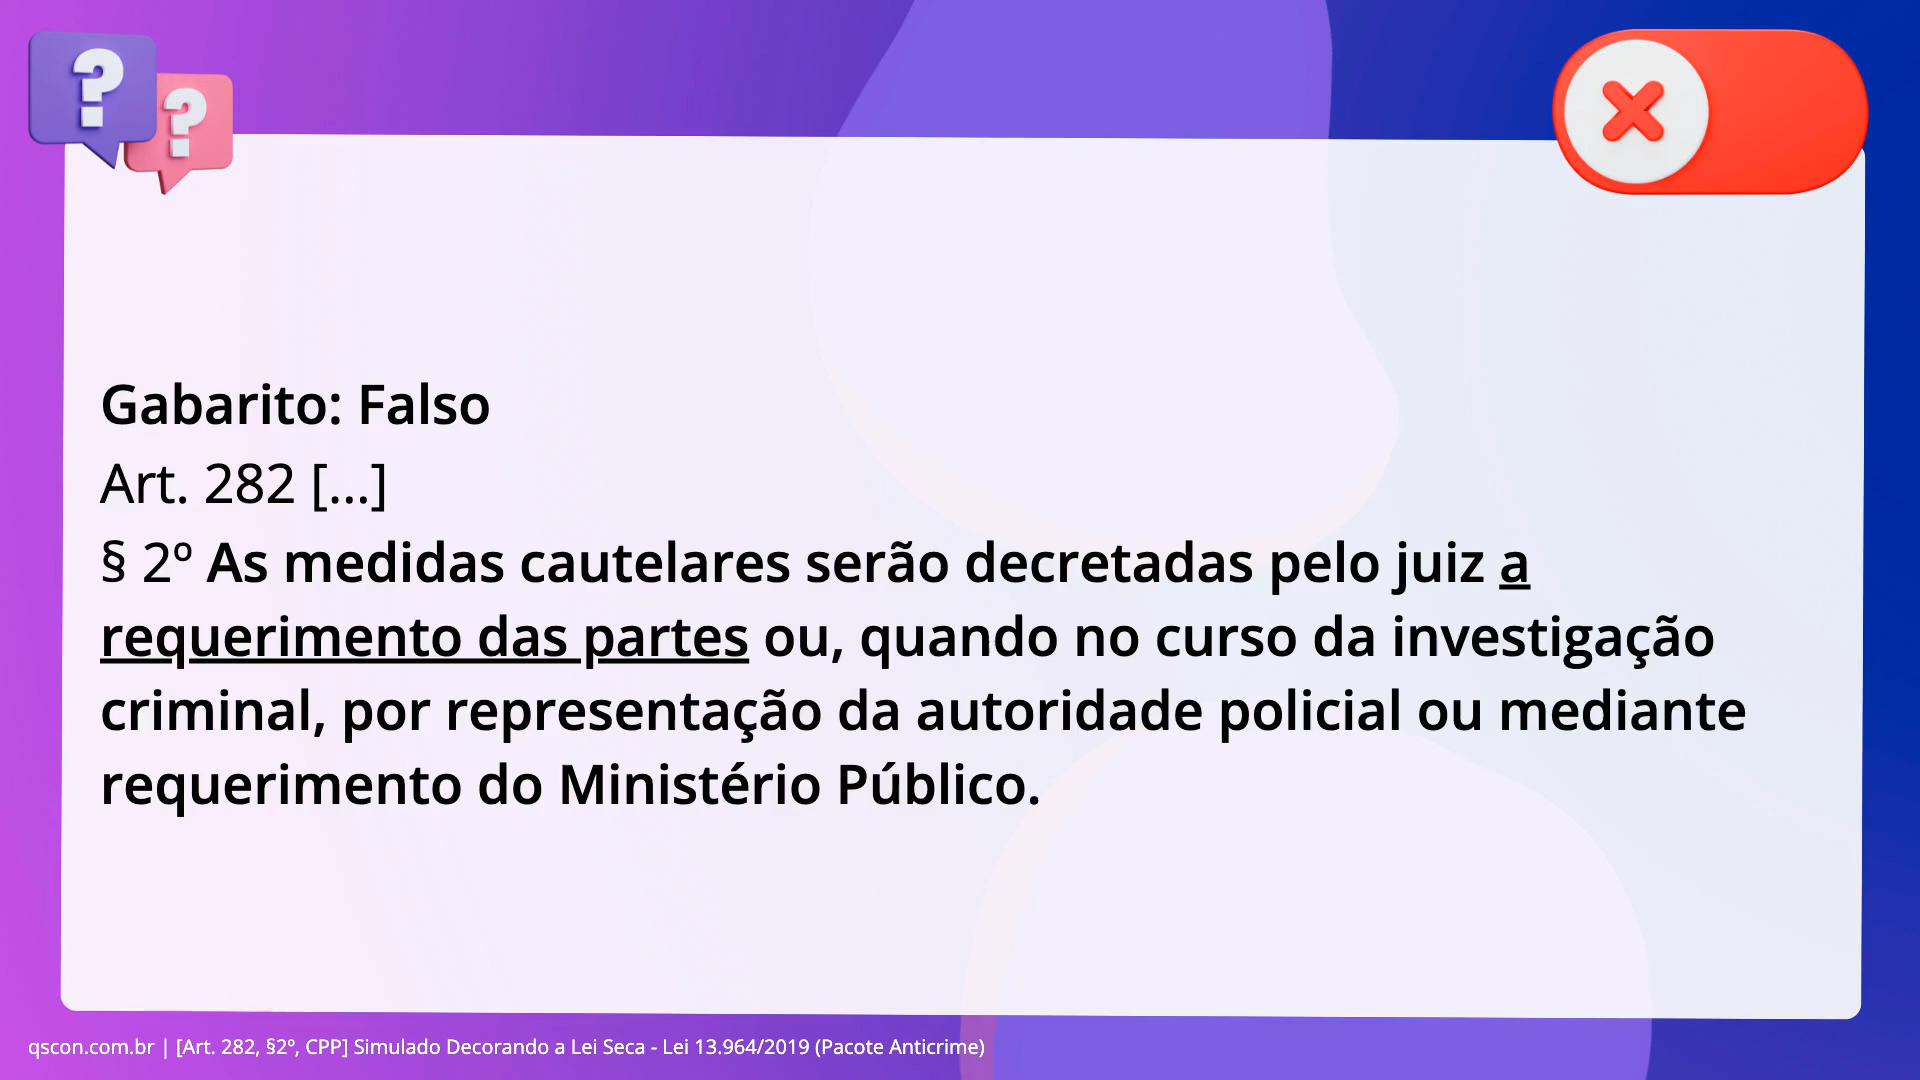 ? ?
Gabarito: Falso
Art. 282 [...]
§ 2º As medidas cautelares serão decretadas pelo juiz a
requerimento das partes ou, quando no curso da investigação
criminal, por representação da autoridade policial ou mediante
requerimento do Ministério Público.
qscon.com.br | [Art. 282, §2º, CPP] Simulado Decorando a Lei Seca - Lei 13.964/2019 (Pacote Anticrime)